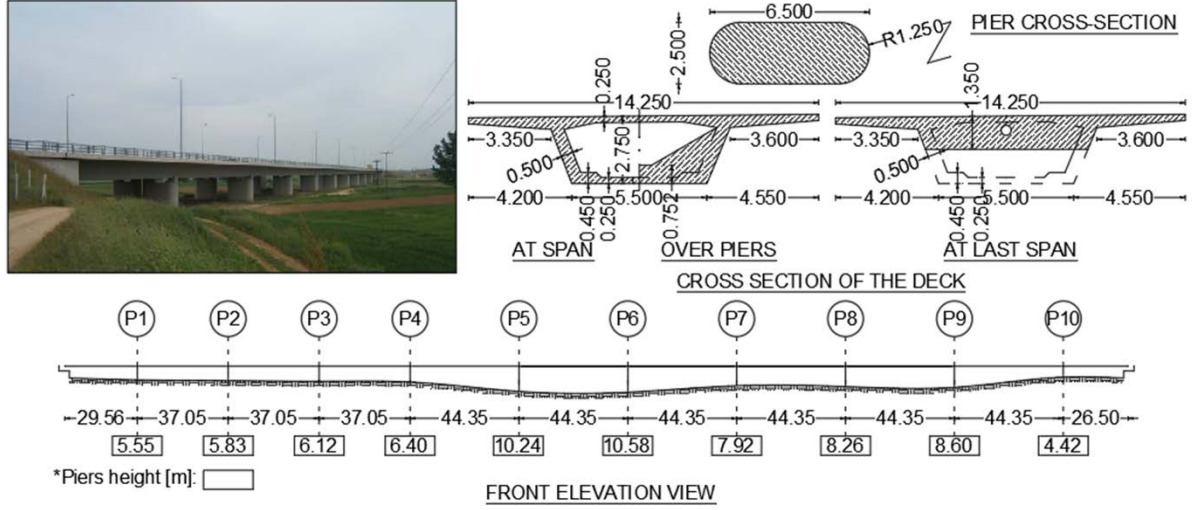 6.500
2.500
R1.250
PIER CROSS-SECTION
0.250
14.250
3.350
3.600
0.500
2.750
0.450
0.250
0.752
4.200
5.500
4.550
AT SPAN
OVER PIERS
1.350
14.250
3.350
3.600
0.500
0.450
0.250
4.200
5.500
4.550
AT LAST SPAN
CROSS SECTION OF THE DECK
P1 P2 P3 P4 P5 P6 P7 P8 P9 P10
29.56 37.05 37.05 37.05 44.35 44.35 44.35 44.35 44.35 44.35 26.50
5.55 5.83 6.12 6.40 10.24 10.58 7.92 8.26 8.60 4.42
*Piers height [m]:
FRONT ELEVATION VIEW